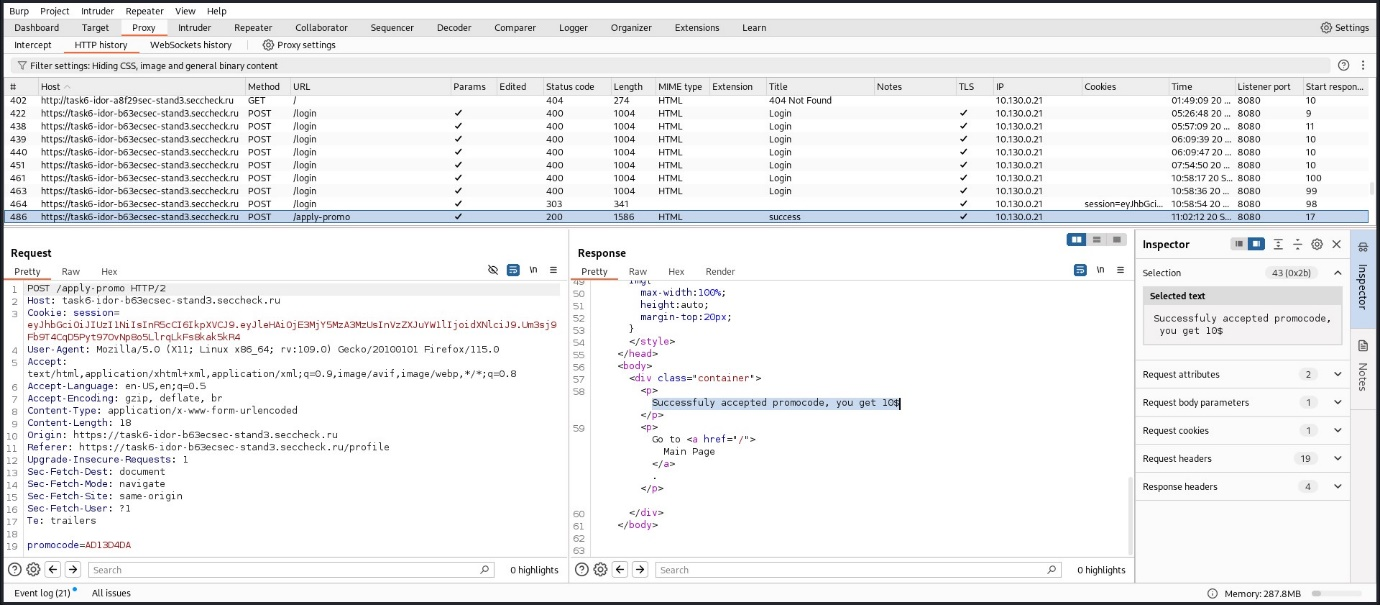 Burp Project Intruder Repeater View Help
Dashboard Target Proxy Intruder Repeater Collaborator Sequencer Decoder Comparer Logger Organizer Extensions Learn Settings
Intercept HTTP history WebSockets history Proxy settings
Filter settings: Hiding CSS, image and general binary content
# Host Method URL Params Edited Status code Length MIME type Extension Title Notes TLS IP Cookies Time Listener port Start respon...
402 http://task6-idor-a8f29sec-stand3.seccheck.ru GET / 404 274 HTML 404 Not Found 10.130.0.21 01:49:09 20 ... 8080 10
422 https://task6-idor-b63ecsec-stand3.seccheck.ru POST /login ✓ 400 1004 HTML Login ✓ 10.130.0.21 05:26:48 20 ... 8080 9
438 https://task6-idor-b63ecsec-stand3.seccheck.ru POST /login ✓ 400 1004 HTML Login ✓ 10.130.0.21 05:57:09 20 ... 8080 11
439 https://task6-idor-b63ecsec-stand3.seccheck.ru POST /login ✓ 400 1004 HTML Login ✓ 10.130.0.21 06:09:39 20 ... 8080 10
440 https://task6-idor-b63ecsec-stand3.seccheck.ru POST /login ✓ 400 1004 HTML Login ✓ 10.130.0.21 06:09:47 20 ... 8080 10
451 https://task6-idor-b63ecsec-stand3.seccheck.ru POST /login ✓ 400 1004 HTML Login ✓ 10.130.0.21 07:54:50 20 ... 8080 10
461 https://task6-idor-b63ecsec-stand3.seccheck.ru POST /login ✓ 400 1004 HTML Login ✓ 10.130.0.21 10:58:17 20 S... 8080 100
463 https://task6-idor-b63ecsec-stand3.seccheck.ru POST /login ✓ 400 1004 HTML Login ✓ 10.130.0.21 10:58:36 20 ... 8080 99
464 https://task6-idor-b63ecsec-stand3.seccheck.ru POST /login ✓ 303 341 ✓ 10.130.0.21 session=eyJhbGci... 10:58:54 20 ... 8080 98
486 https://task6-idor-b63ecsec-stand3.seccheck.ru POST /apply-promo ✓ 200 1586 HTML success ✓ 10.130.0.21 11:02:12 20 S... 8080 17
Request
Pretty Raw Hex
\n
1 POST /apply-promo HTTP/2
2 Host: task6-idor-b63ecsec-stand3.seccheck.ru
3 Cookie: session=
eyJhbGciOiJIUzI1NiIsInR5cCI6IkpXVCJ9.eyJleHAiOjE3MjY5MzA3MzUsInVzZXJuYW1lIjoidXNlciJ9.Um3sj9
Fb9T4CqD5Pyt97OvNp8o5LlrqLkFs8kak5kR4
4 User-Agent: Mozilla/5.0 (X11; Linux x86_64; rv:109.0) Gecko/20100101 Firefox/115.0
5 Accept:
text/html,application/xhtml+xml,application/xml;q=0.9,image/avif,image/webp,*/*;q=0.8
6 Accept-Language: en-US,en;q=0.5
7 Accept-Encoding: gzip, deflate, br
8 Content-Type: application/x-www-form-urlencoded
9 Content-Length: 18
10 Origin: https://task6-idor-b63ecsec-stand3.seccheck.ru
11 Referer: https://task6-idor-b63ecsec-stand3.seccheck.ru/profile
12 Upgrade-Insecure-Requests: 1
13 Sec-Fetch-Dest: document
14 Sec-Fetch-Mode: navigate
15 Sec-Fetch-Site: same-origin
16 Sec-Fetch-User: ?1
17 Te: trailers
18
19 promocode=AD13D4DA
Search 0 highlights
Response
Pretty Raw Hex Render
\n
49 img{
50 max-width:100%;
51 height:auto;
52 margin-top:20px;
53 }
54 </style>
55 </head>
56 <body>
57 <div class="container">
58 <p>
Successfuly accepted promocode, you get 10$
</p>
59 <p>
Go to <a href="/">
Main Page
</a>
.
</p>
60 </div>
61 </body>
62
63
Search 0 highlights
Inspector
Selection 43 (0x2b)
Selected text
Successfuly accepted promocode,
you get 10$
Request attributes 2
Request body parameters 1
Request cookies 1
Request headers 19
Response headers 4
Inspector
Notes
Event log (21) All issues Memory: 287.8MB